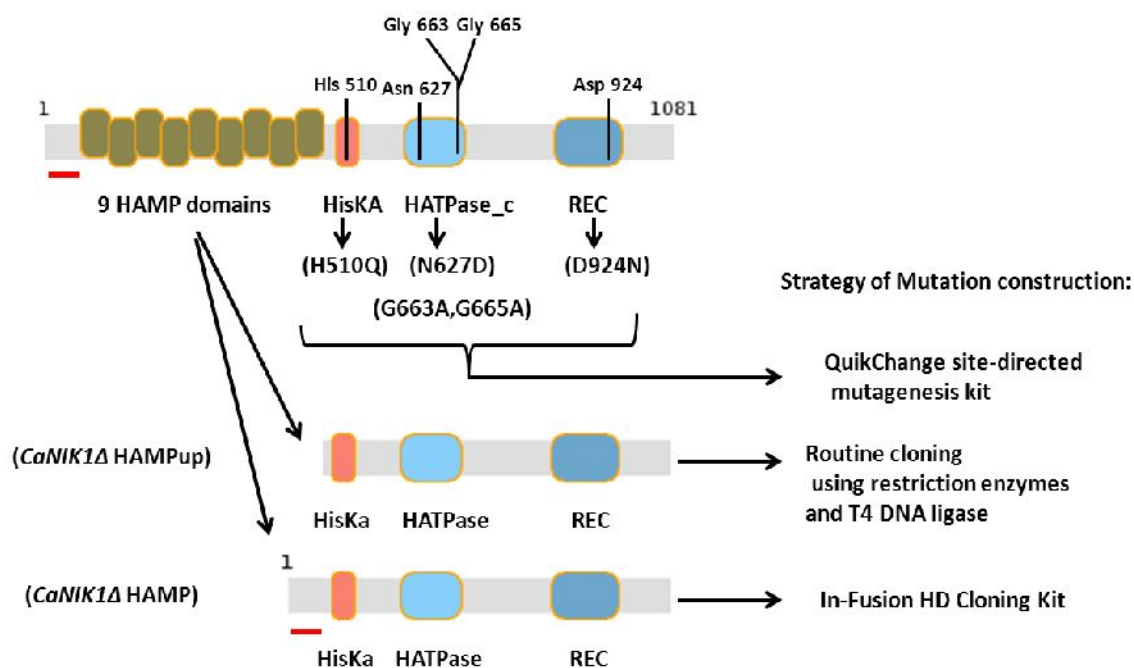 Gly 663 Gly 665
His 510 Asn 627 Asp 924
1 1081
9 HAMP domains HisKA HATPase_c REC
(H510Q) (N627D) (D924N)
(G663A,G665A)
Strategy of Mutation construction:
QuikChange site-directed
mutagenesis kit
(CaNIK1Δ HAMPup)
Routine cloning
using restriction enzymes
and T4 DNA ligase
HisKa HATPase REC
1
(CaNIK1Δ HAMP)
In-Fusion HD Cloning Kit
HisKa HATPase REC